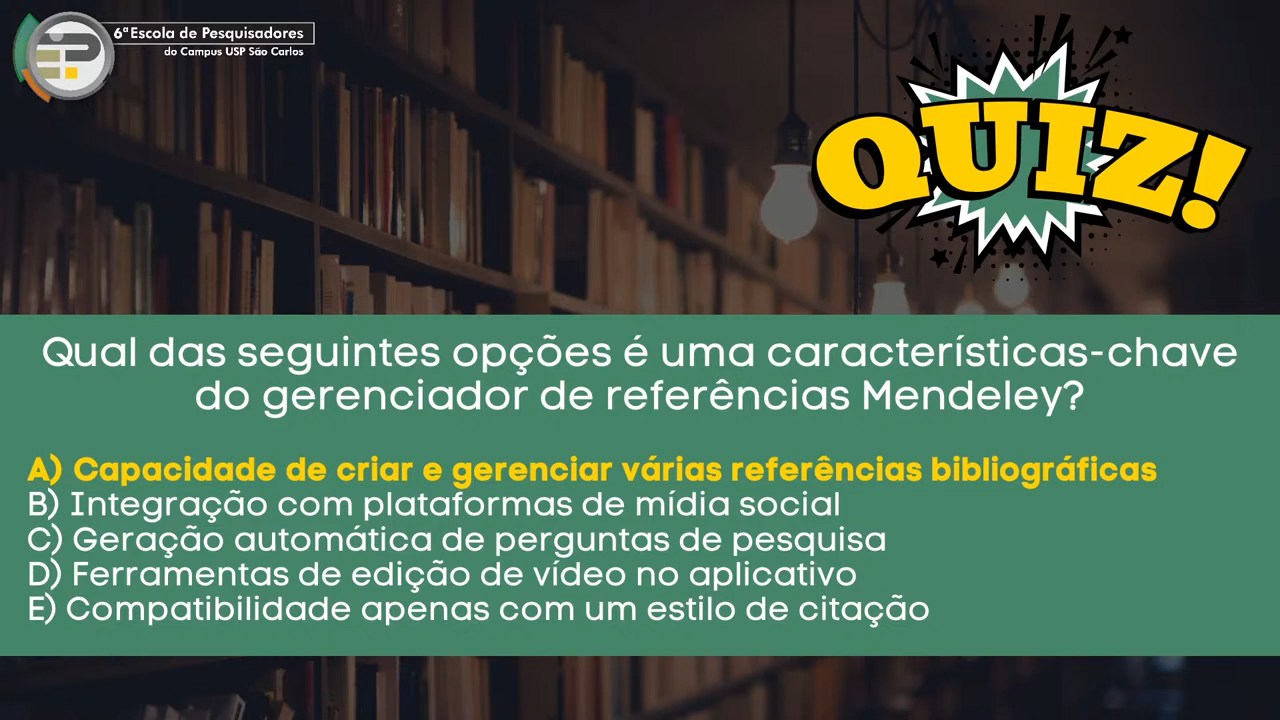 6ª Escola de Pesquisadores
do Campus USP São Carlos
EP
QUIZ!
Qual das seguintes opções é uma características-chave
do gerenciador de referências Mendeley?
A) Capacidade de criar e gerenciar várias referências bibliográficas
B) Integração com plataformas de mídia social
C) Geração automática de perguntas de pesquisa
D) Ferramentas de edição de vídeo no aplicativo
E) Compatibilidade apenas com um estilo de citação